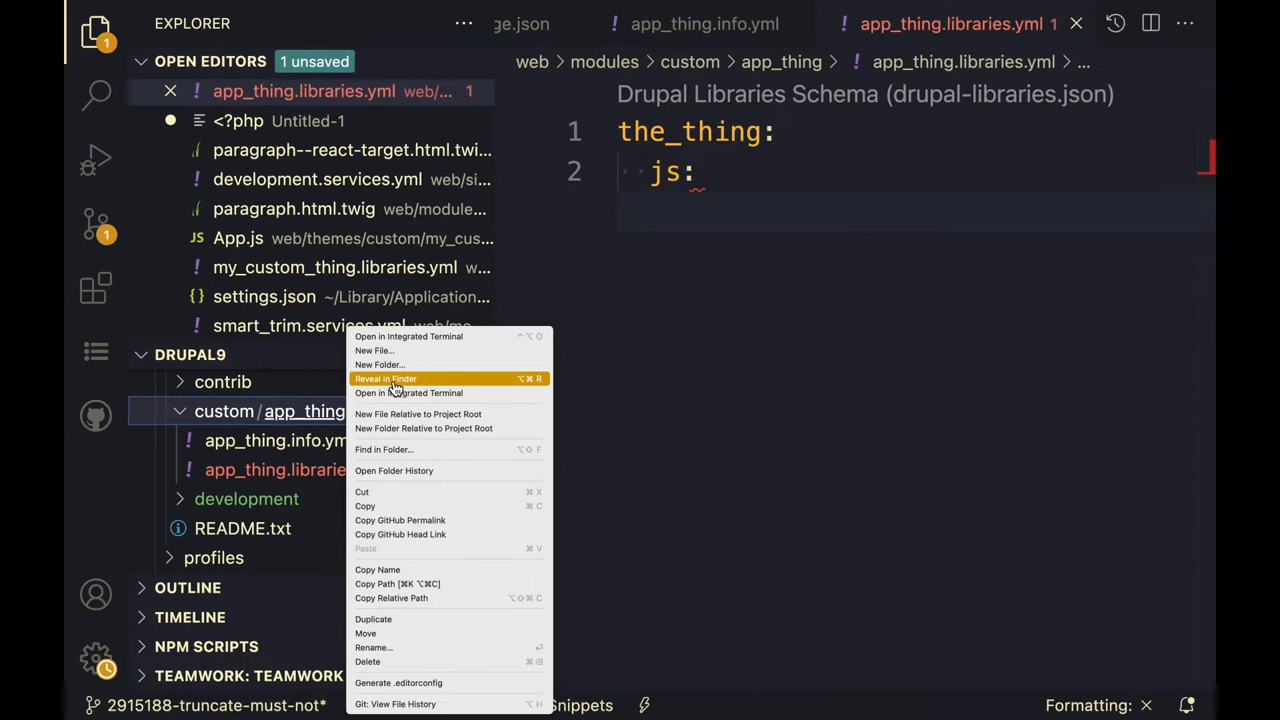 EXPLORER ...
ge.json app_thing.info.yml app_thing.libraries.yml 1
OPEN EDITORS 1 unsaved
web > modules > custom > app_thing > ! app_thing.libraries.yml > ...
! app_thing.libraries.yml web/... 1
Drupal Libraries Schema (drupal-libraries.json)
<?php Untitled-1
1 the_thing:
paragraph--react-target.html.twi...
2 js:
development.services.yml web/si...
paragraph.html.twig web/module...
JS App.js web/themes/custom/my_cus...
! my_custom_thing.libraries.yml w...
{} settings.json ~/Library/Application...
! smart_trim.services.yml web/mo...
DRUPAL9
contrib
custom / app_thing
! app_thing.info.ym
! app_thing.librarie
development
README.txt
profiles
OUTLINE
TIMELINE
NPM SCRIPTS
TEAMWORK: TEAMWORK
Open in Integrated Terminal ^⌥O
New File...
New Folder...
Reveal in Finder ⌥⌘R
Open in Integrated Terminal
New File Relative to Project Root
New Folder Relative to Project Root
Find in Folder... ⌥⇧F
Open Folder History
Cut ⌘X
Copy ⌘C
Copy GitHub Permalink
Copy GitHub Head Link
Paste ⌘V
Copy Name
Copy Path [⌘K ⌥⌘C]
Copy Relative Path ⌥⇧⌘C
Duplicate
Move
Rename... ⏎
Delete ⌘⌫
Generate .editorconfig
Git: View File History ⌥H
2915188-truncate-must-not* Snippets Formatting: ×